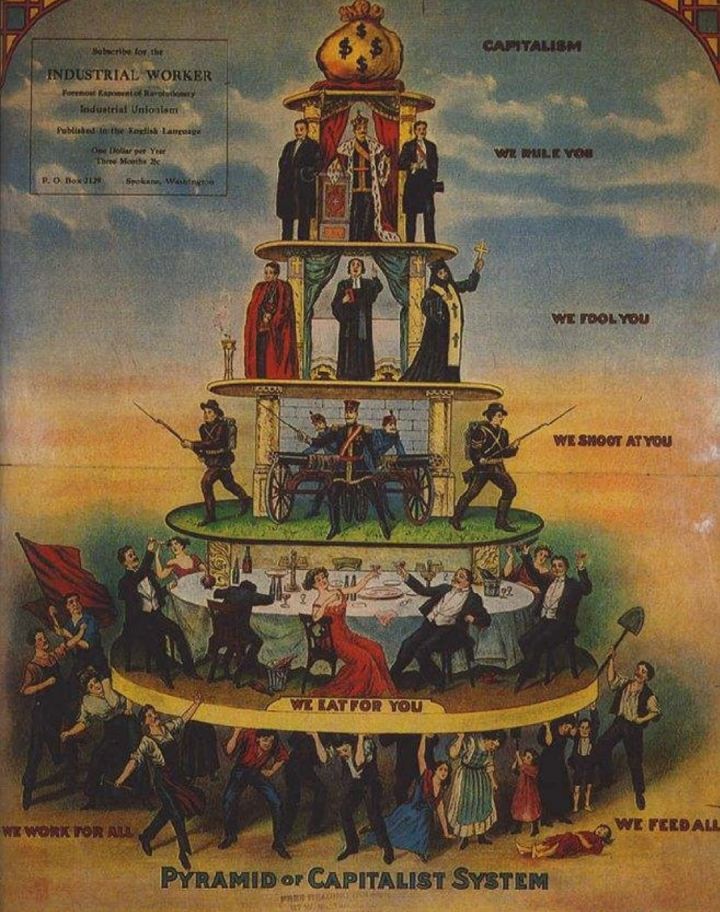 Subscribe for the
INDUSTRIAL WORKER
Foremost Exponent of Revolutionary
Industrial Unionism
Published in the English Language
One Dollar per Year
Three Months 25c
P. O. Box 2129 Spokane, Washington
CAPITALISM
WE RULE YOU
WE FOOL YOU
WE SHOOT AT YOU
WE EAT FOR YOU
WE WORK FOR ALL
WE FEED ALL
PYRAMID OF CAPITALIST SYSTEM
FREE READING